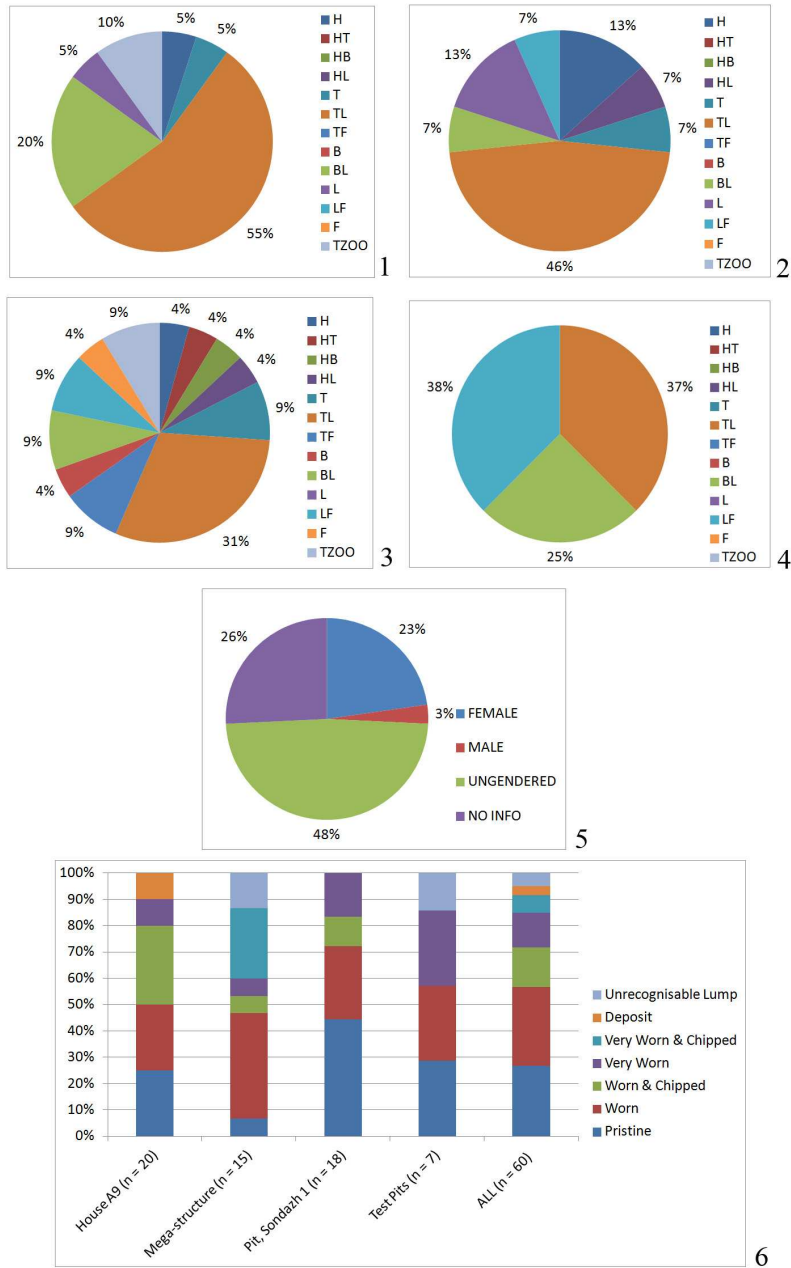 10%
5%
5%
5%
20%
55%
H
HT
HB
HL
T
TL
TF
B
BL
L
LF
F
TZOO
1
7%
13%
13%
7%
7%
7%
46%
H
HT
HB
HL
T
TL
TF
B
BL
L
LF
F
TZOO
2
9%
4%
4%
4%
4%
4%
9%
9%
9%
4%
9%
31%
H
HT
HB
HL
T
TL
TF
B
BL
L
LF
F
TZOO
3
38%
37%
25%
H
HT
HB
HL
T
TL
TF
B
BL
L
LF
F
TZOO
4
26%
23%
3%
48%
FEMALE
MALE
UNGENDERED
NO INFO
5
100%
90%
80%
70%
60%
50%
40%
30%
20%
10%
0%
House A9 (n = 20)
Mega-structure (n = 15)
Pit, Sondazh 1 (n = 18)
Test Pits (n = 7)
ALL (n = 60)
Unrecognisable Lump
Deposit
Very Worn & Chipped
Very Worn
Worn & Chipped
Worn
Pristine
6